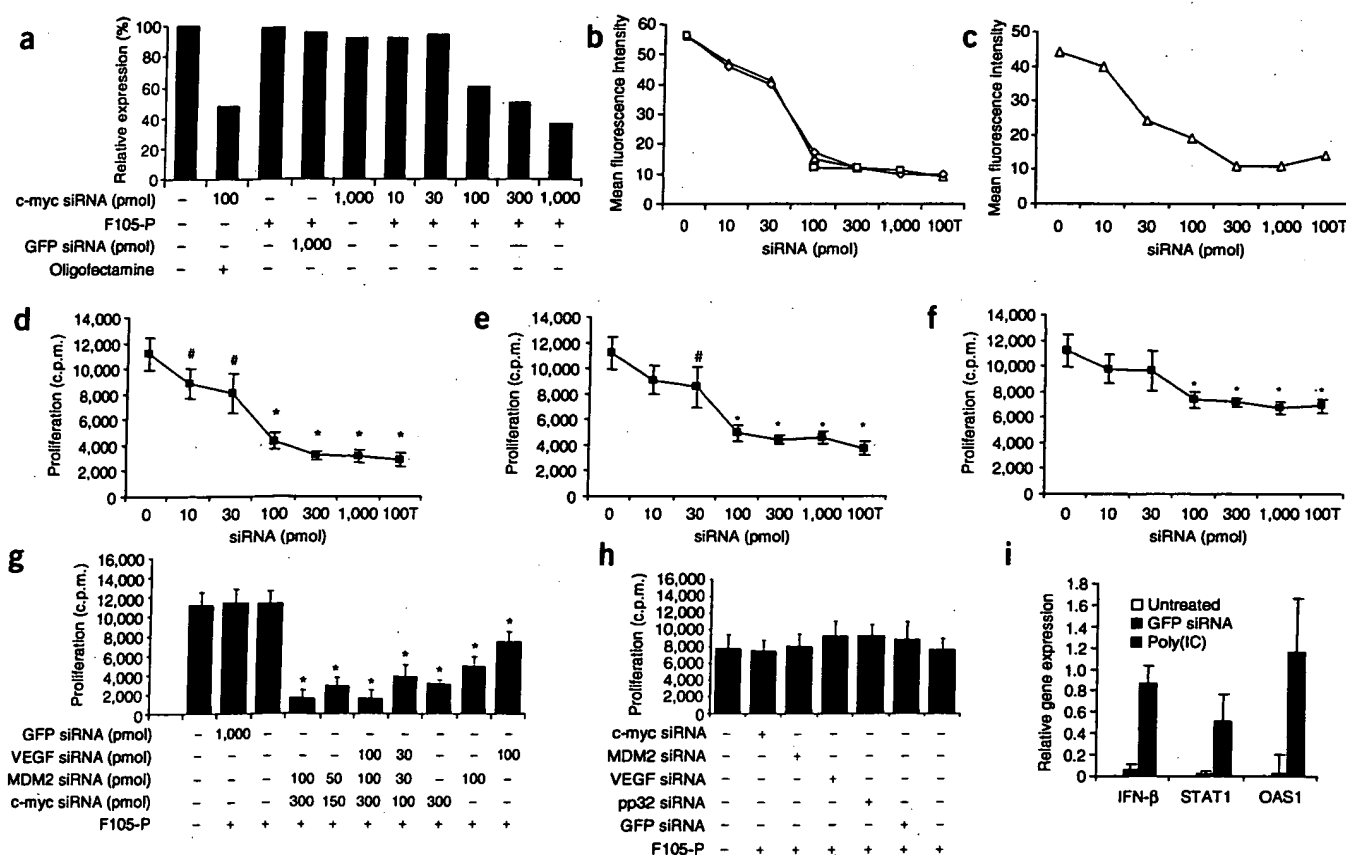 a
Relative expression (%)
100
80
60
40
20
0
c-myc siRNA (pmol) – 100 – – 1,000 10 30 100 300 1,000
F105-P – – + + – + + + + +
GFP siRNA (pmol) – – – 1,000 – – – – — –
Oligofectamine – + – – – – – – – –
b
Mean fluorescence intensity
60
50
40
30
20
10
0
0 10 30 100 300 1,000 100T
siRNA (pmol)
c
Mean fluorescence intensity
50
40
30
20
10
0
0 10 30 100 300 1,000 100T
siRNA (pmol)
d
Proliferation (c.p.m.)
14,000
12,000
10,000
8,000
6,000
4,000
2,000
0
# # * * * *
0 10 30 100 300 1,000 100T
siRNA (pmol)
e
Proliferation (c.p.m.)
14,000
12,000
10,000
8,000
6,000
4,000
2,000
0
# * * * *
0 10 30 100 300 1,000 100T
siRNA (pmol)
f
Proliferation (c.p.m.)
14,000
12,000
10,000
8,000
6,000
4,000
2,000
0
* * * *
0 10 30 100 300 1,000 100T
siRNA (pmol)
g
Proliferation (c.p.m.)
16,000
14,000
12,000
10,000
8,000
6,000
4,000
2,000
0
* * * * * * *
GFP siRNA (pmol) – 1,000 – – – – – – – –
VEGF siRNA (pmol) – – – – – 100 30 – – 100
MDM2 siRNA (pmol) – – – 100 50 100 30 – 100 –
c-myc siRNA (pmol) – – – 300 150 300 100 300 – –
F105-P – + + + + + + + + +
h
Proliferation (c.p.m.)
16,000
14,000
12,000
10,000
8,000
6,000
4,000
2,000
0
c-myc siRNA – + – – – – –
MDM2 siRNA – – + – – – –
VEGF siRNA – – – + – – –
pp32 siRNA – – – – + – –
GFP siRNA – – – – – + –
F105-P – + + + + + +
i
Relative gene expression
1.8
1.6
1.4
1.2
1.0
0.8
0.6
0.4
0.2
0
Untreated
GFP siRNA
Poly(IC)
IFN-β STAT1 OAS1